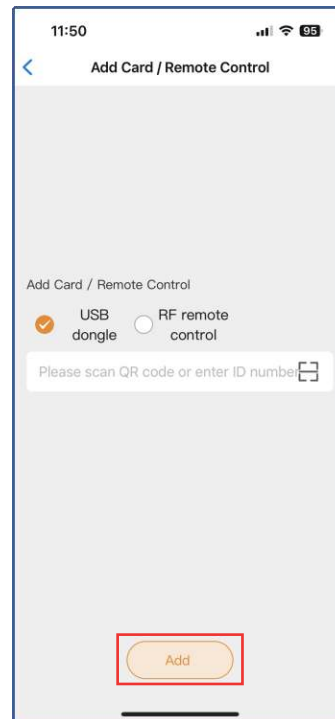 11:50
95
Add Card / Remote Control
Add Card / Remote Control
USB dongle
RF remote control
Please scan QR code or enter ID number
Add